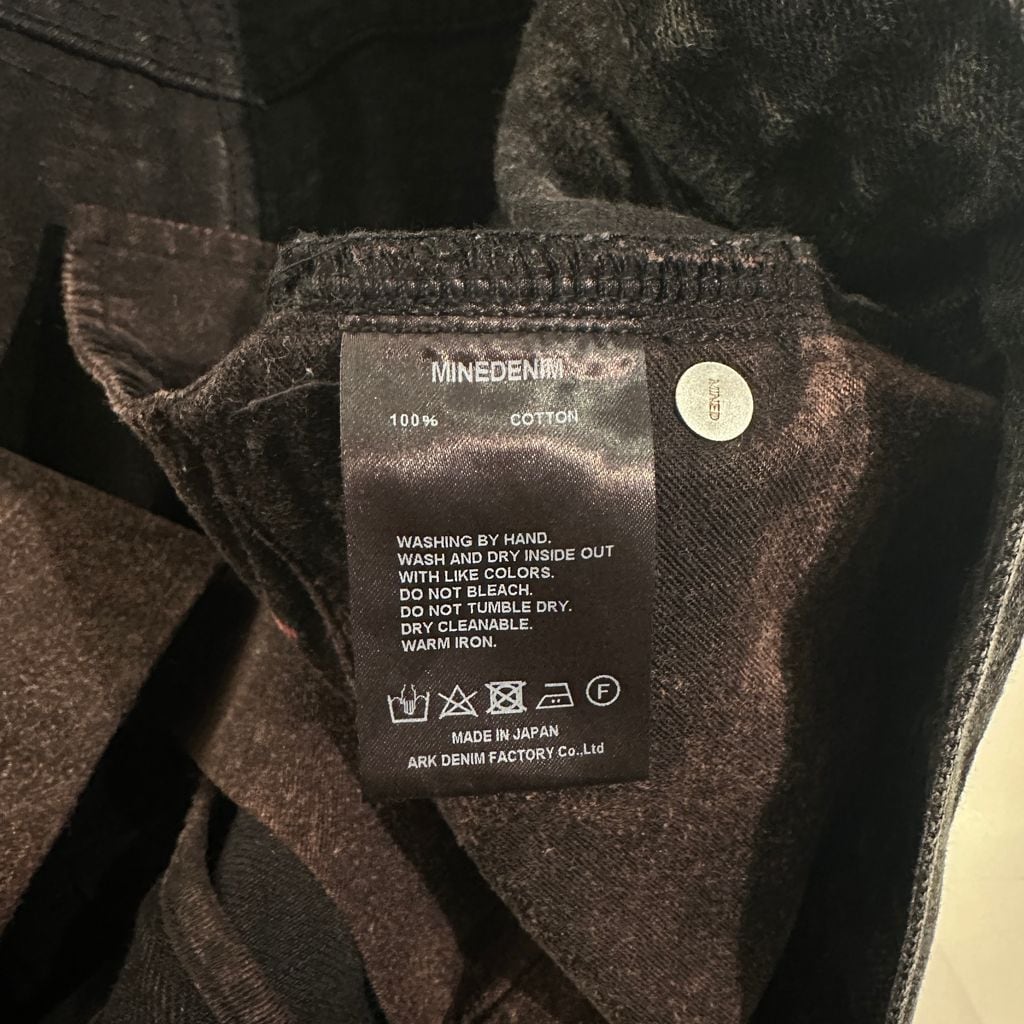 MINEDENIM
100% COTTON
MINED
WASHING BY HAND.
WASH AND DRY INSIDE OUT
WITH LIKE COLORS.
DO NOT BLEACH.
DO NOT TUMBLE DRY.
DRY CLEANABLE.
WARM IRON.
F
MADE IN JAPAN
ARK DENIM FACTORY Co.,Ltd